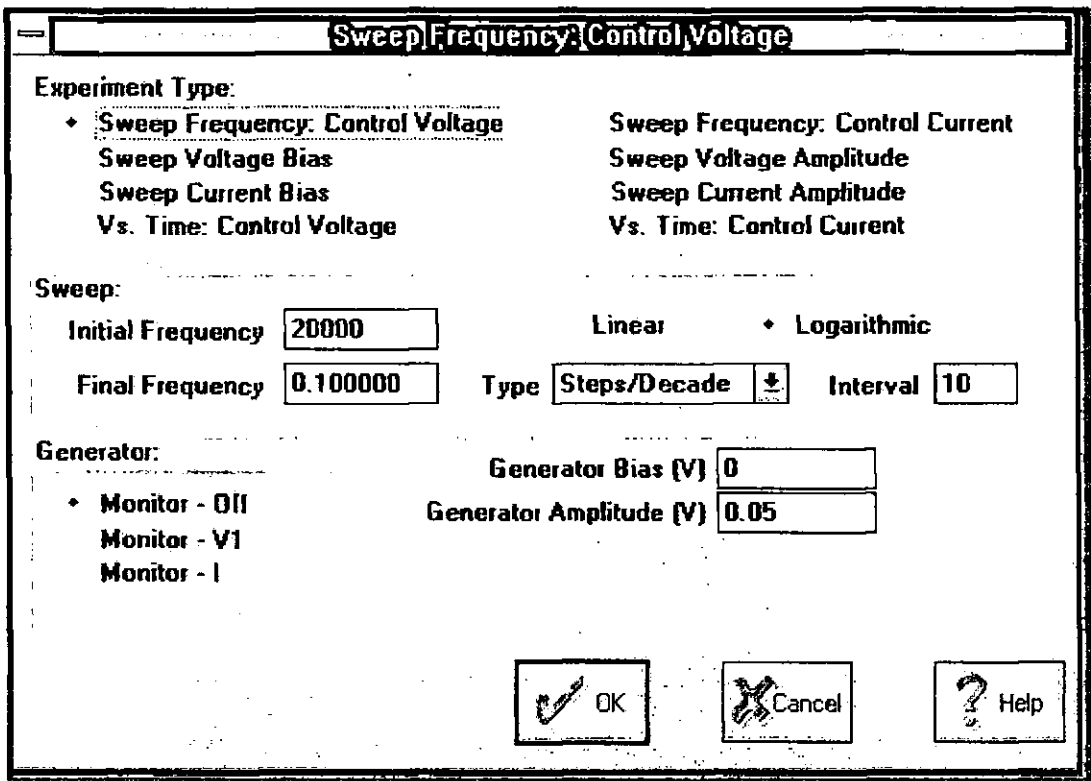 Sweep Frequency: Control Voltage
Experiment Type:
Sweep Frequency: Control Voltage
Sweep Frequency: Control Current
Sweep Voltage Bias
Sweep Voltage Amplitude
Sweep Current Bias
Sweep Current Amplitude
Vs. Time: Control Voltage
Vs. Time: Control Current
Sweep:
Initial Frequency 20000
Linear
Logarithmic
Final Frequency 0.100000
Type Steps/Decade
Interval 10
Generator:
Generator Bias (V) 0
Monitor - Off
Generator Amplitude (V) 0.05
Monitor - V1
Monitor - I
OK
Cancel
Help